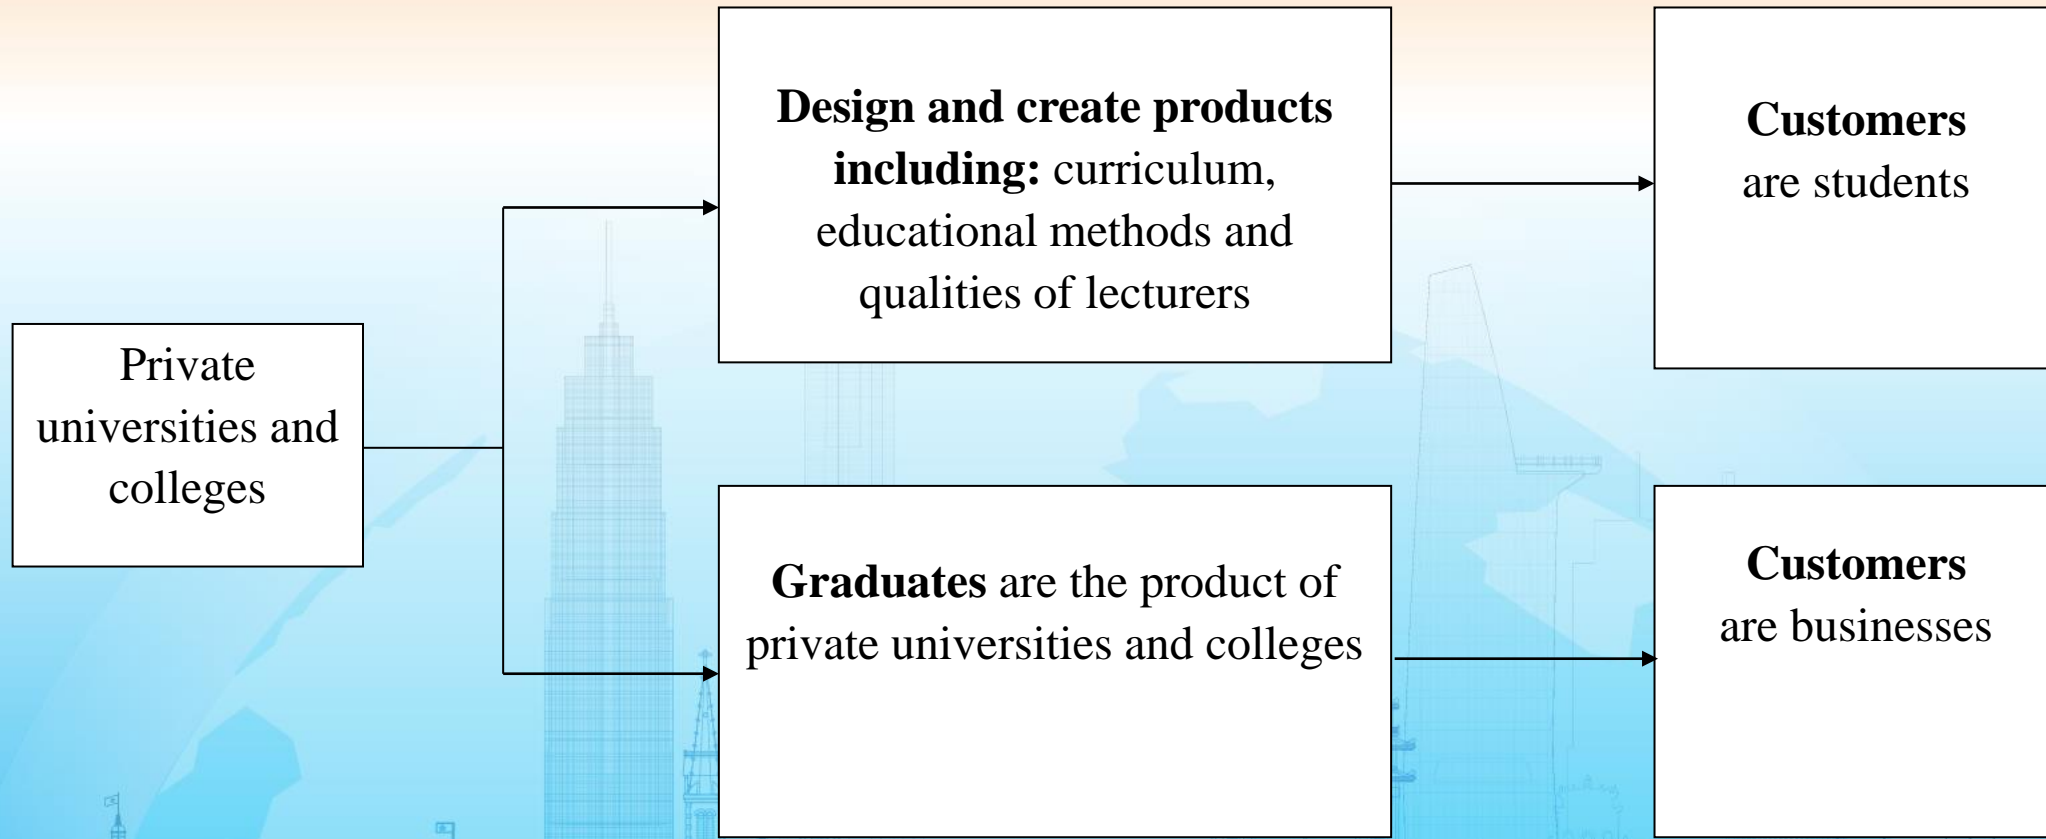 Private
universities and
colleges
Design and create products
including: curriculum,
educational methods and
qualities of lecturers
Customers
are students
Graduates are the product of
private universities and colleges
Customers
are businesses